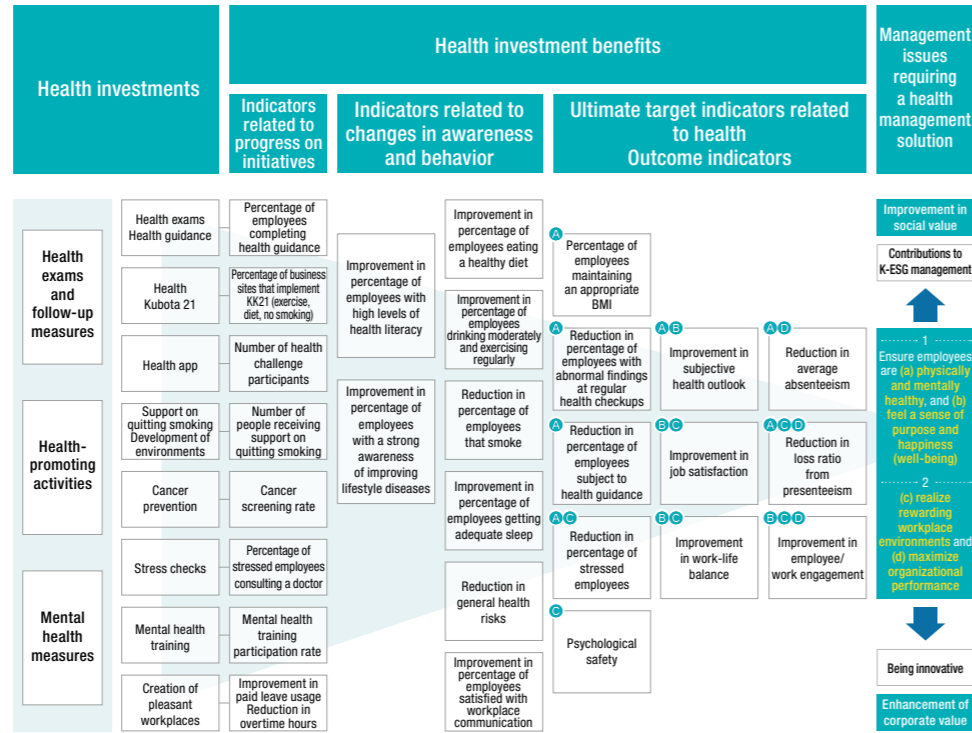 Health investments
Health investment benefits
Management
issues
requiring
a health
management
solution
Indicators
related to
progress on
initiatives
Indicators related to
changes in awareness
and behavior
Ultimate target indicators related
to health
Outcome indicators
Health
exams
and
follow-up
measures
Health-
promoting
activities
Mental
health
measures
Health exams
Health guidance
Health
Kubota 21
Health app
Support on
quitting smoking
Development of
environments
Cancer
prevention
Stress checks
Mental health
training
Creation of
pleasant
workplaces
Percentage of
employees
completing
health guidance
Percentage of business
sites that implement
KK21 (exercise,
diet, no smoking)
Number of health
challenge
participants
Number of
people receiving
support on
quitting smoking
Cancer
screening rate
Percentage of
stressed employees
consulting a doctor
Mental health
training
participation rate
Improvement in
paid leave usage
Reduction in
overtime hours
Improvement in
percentage of
employees with
high levels of
health literacy
Improvement in
percentage of
employees
with a strong
awareness
of improving
lifestyle diseases
Improvement in
percentage of
employees eating
a healthy diet
Improvement in
percentage of
employees
drinking moderately
and exercising
regularly
Reduction in
percentage of
employees
that smoke
Improvement in
percentage of
employees getting
adequate sleep
Reduction in
general health
risks
Improvement in
percentage of
employees
satisfied with
workplace
communication
A
Percentage of
employees
maintaining
an appropriate
BMI
A
Reduction in
percentage of
employees with
abnormal findings
at regular
health checkups
A B
Improvement in
subjective
health outlook
A D
Reduction in
average
absenteeism
A
Reduction in
percentage of
employees
subject to
health guidance
B C
Improvement in
job satisfaction
A C D
Reduction in
loss ratio
from
presenteeism
A C
Reduction in
percentage of
stressed
employees
B C
Improvement
in work-life
balance
B C D
Improvement in
employee/
work engagement
C
Psychological
safety
Improvement in
social value
Contributions to
K-ESG management
1
Ensure employees
are (a) physically
and mentally
healthy, and (b)
feel a sense of
purpose and
happiness
(well-being)
2
(c) realize
rewarding
workplace
environments and
(d) maximize
organizational
performance
Being innovative
Enhancement of
corporate value